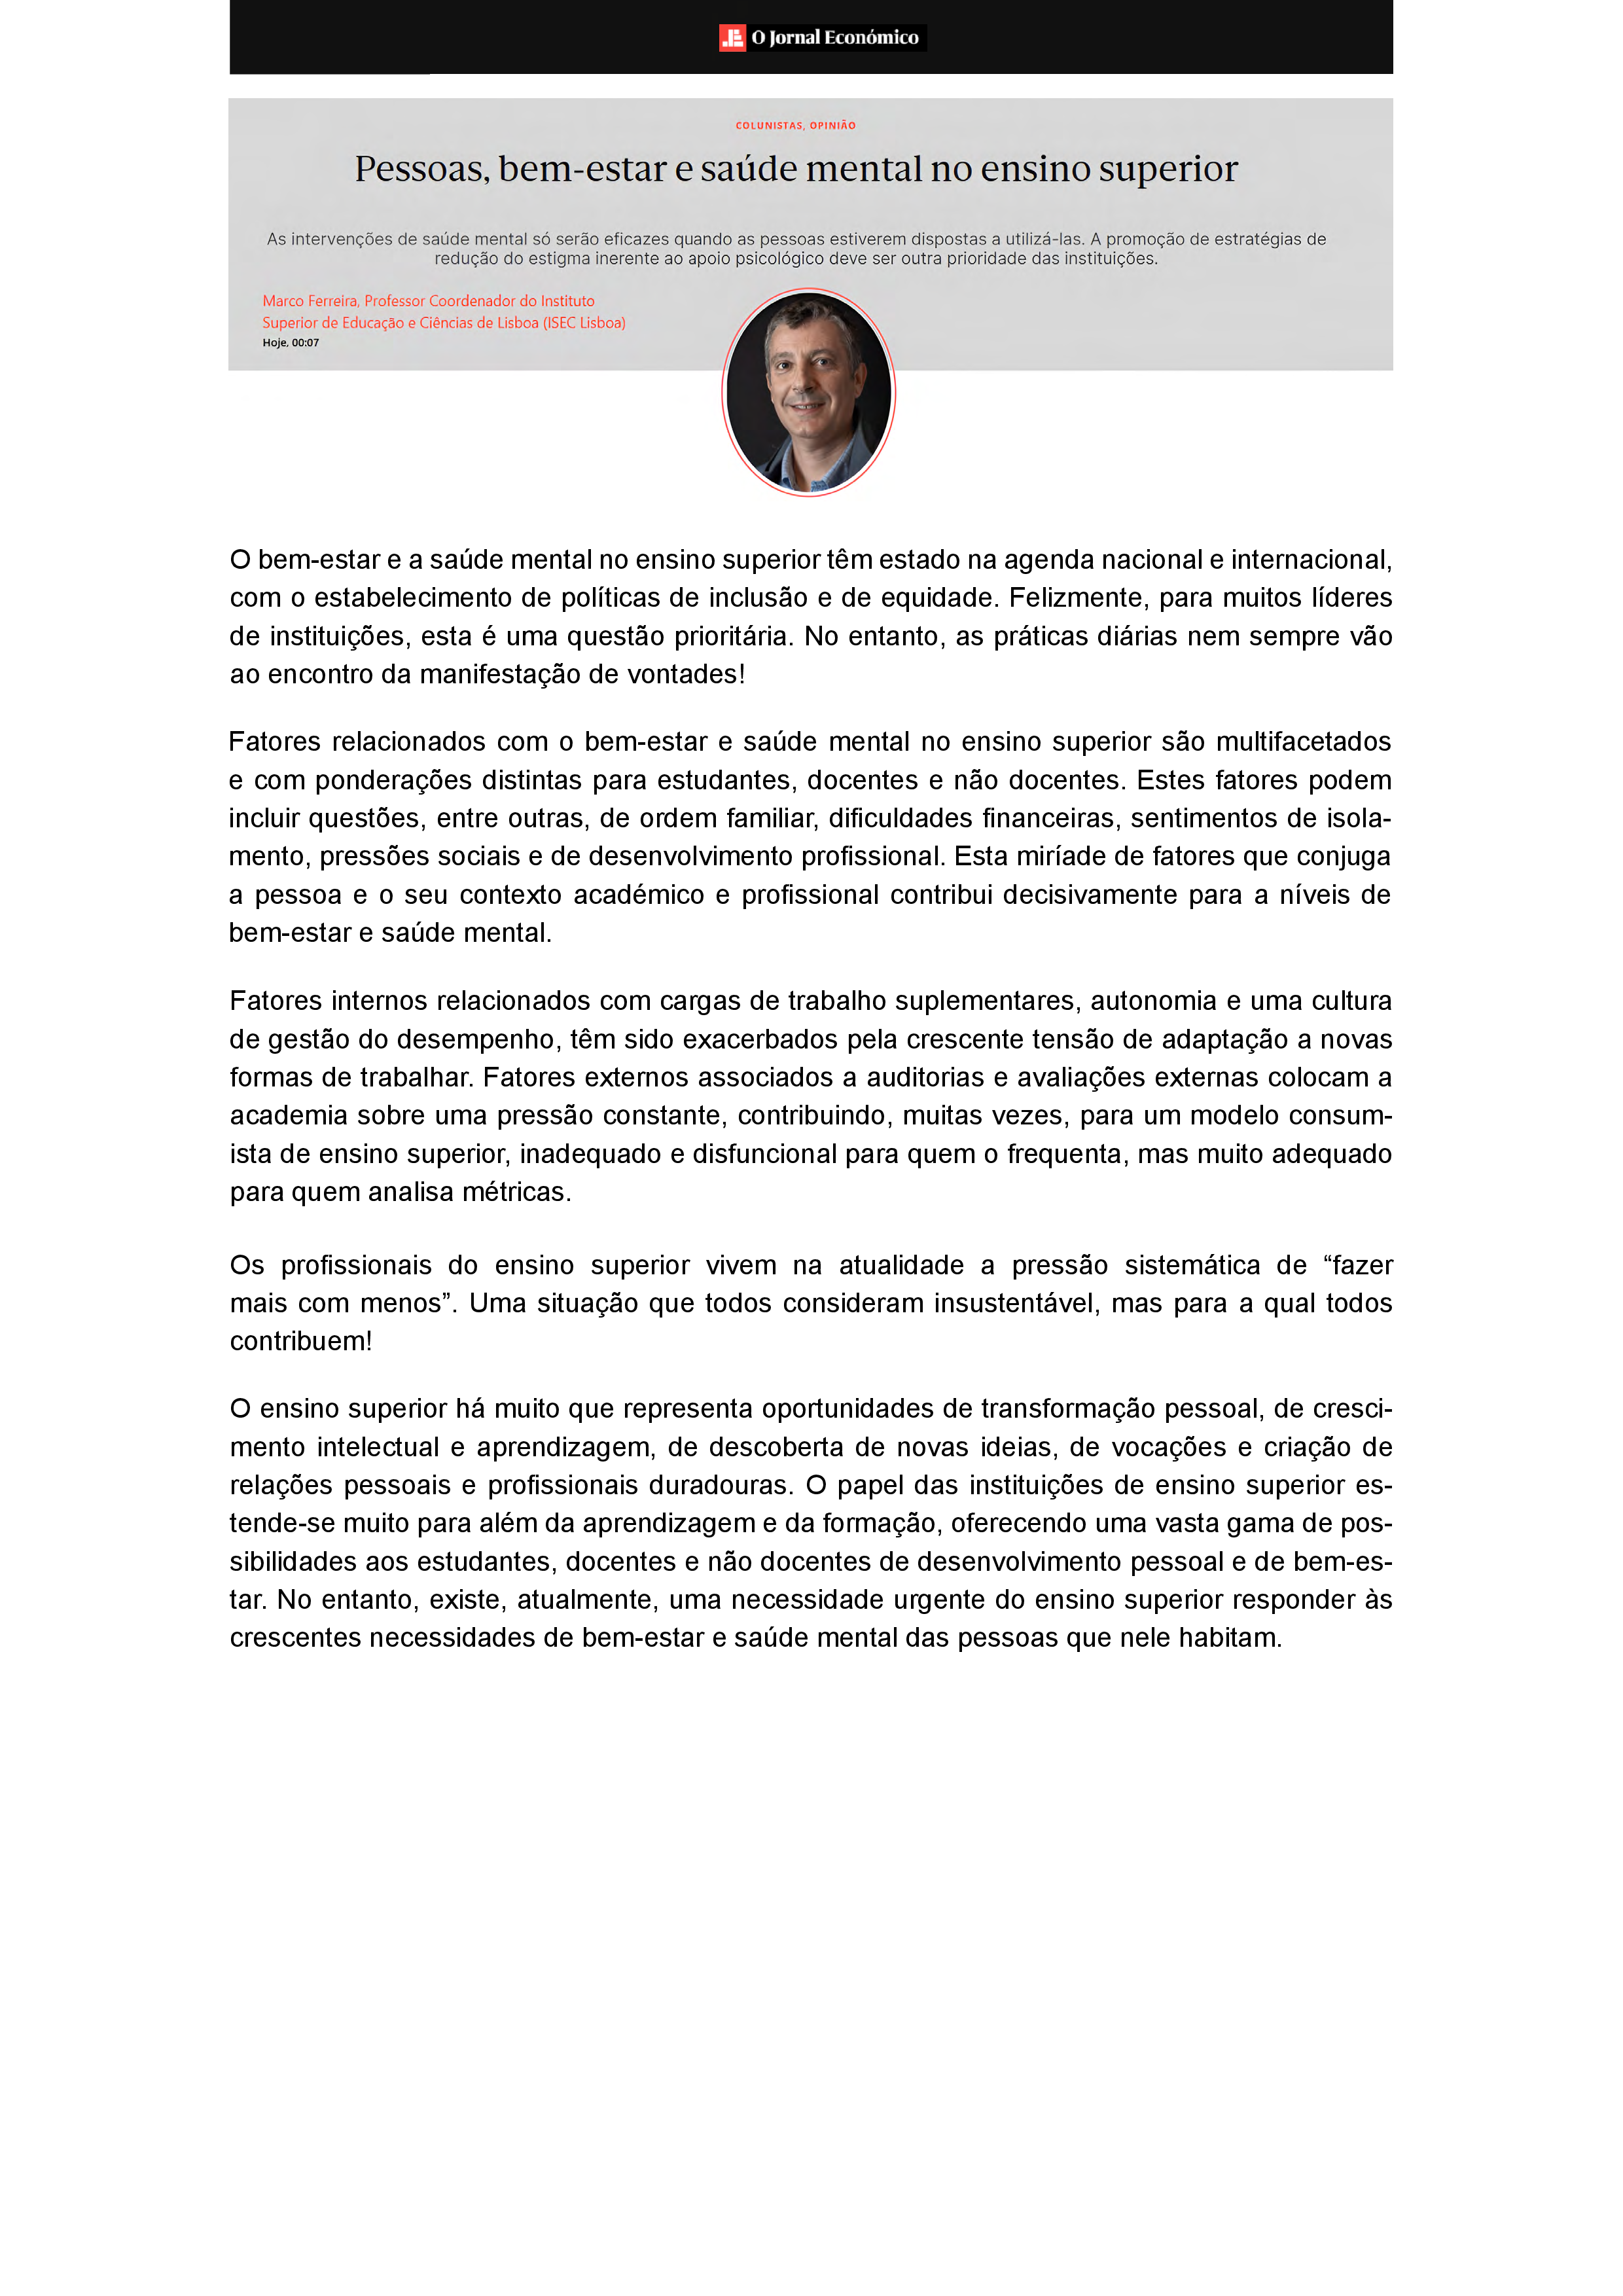 O Jornal Económico
COLUNISTAS, OPINIÃO
Pessoas, bem-estar e saúde mental no ensino superior
As intervenções de saúde mental só serão eficazes quando as pessoas estiverem dispostas a utilizá-las. A promoção de estratégias de
redução do estigma inerente ao apoio psicológico deve ser outra prioridade das instituições.
Marco Ferreira, Professor Coordenador do Instituto
Superior de Educação e Ciências de Lisboa (ISEC Lisboa)
Hoje, 00:07
O bem-estar e a saúde mental no ensino superior têm estado na agenda nacional e internacional,
com o estabelecimento de políticas de inclusão e de equidade. Felizmente, para muitos líderes
de instituições, esta é uma questão prioritária. No entanto, as práticas diárias nem sempre vão
ao encontro da manifestação de vontades!
Fatores relacionados com o bem-estar e saúde mental no ensino superior são multifacetados
e com ponderações distintas para estudantes, docentes e não docentes. Estes fatores podem
incluir questões, entre outras, de ordem familiar, dificuldades financeiras, sentimentos de isola-
mento, pressões sociais e de desenvolvimento profissional. Esta miríade de fatores que conjuga
a pessoa e o seu contexto académico e profissional contribui decisivamente para a níveis de
bem-estar e saúde mental.
Fatores internos relacionados com cargas de trabalho suplementares, autonomia e uma cultura
de gestão do desempenho, têm sido exacerbados pela crescente tensão de adaptação a novas
formas de trabalhar. Fatores externos associados a auditorias e avaliações externas colocam a
academia sobre uma pressão constante, contribuindo, muitas vezes, para um modelo consum-
ista de ensino superior, inadequado e disfuncional para quem o frequenta, mas muito adequado
para quem analisa métricas.
Os profissionais do ensino superior vivem na atualidade a pressão sistemática de “fazer
mais com menos”. Uma situação que todos consideram insustentável, mas para a qual todos
contribuem!
O ensino superior há muito que representa oportunidades de transformação pessoal, de cresci-
mento intelectual e aprendizagem, de descoberta de novas ideias, de vocações e criação de
relações pessoais e profissionais duradouras. O papel das instituições de ensino superior es-
tende-se muito para além da aprendizagem e da formação, oferecendo uma vasta gama de pos-
sibilidades aos estudantes, docentes e não docentes de desenvolvimento pessoal e de bem-es-
tar. No entanto, existe, atualmente, uma necessidade urgente do ensino superior responder às
crescentes necessidades de bem-estar e saúde mental das pessoas que nele habitam.